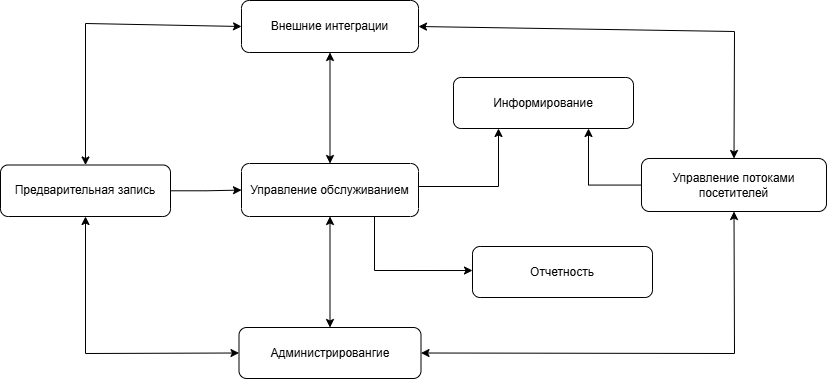 Внешние интеграции
Информирование
Предварительная запись
Управление обслуживанием
Управление потоками
посетителей
Отчетность
Администрировангие